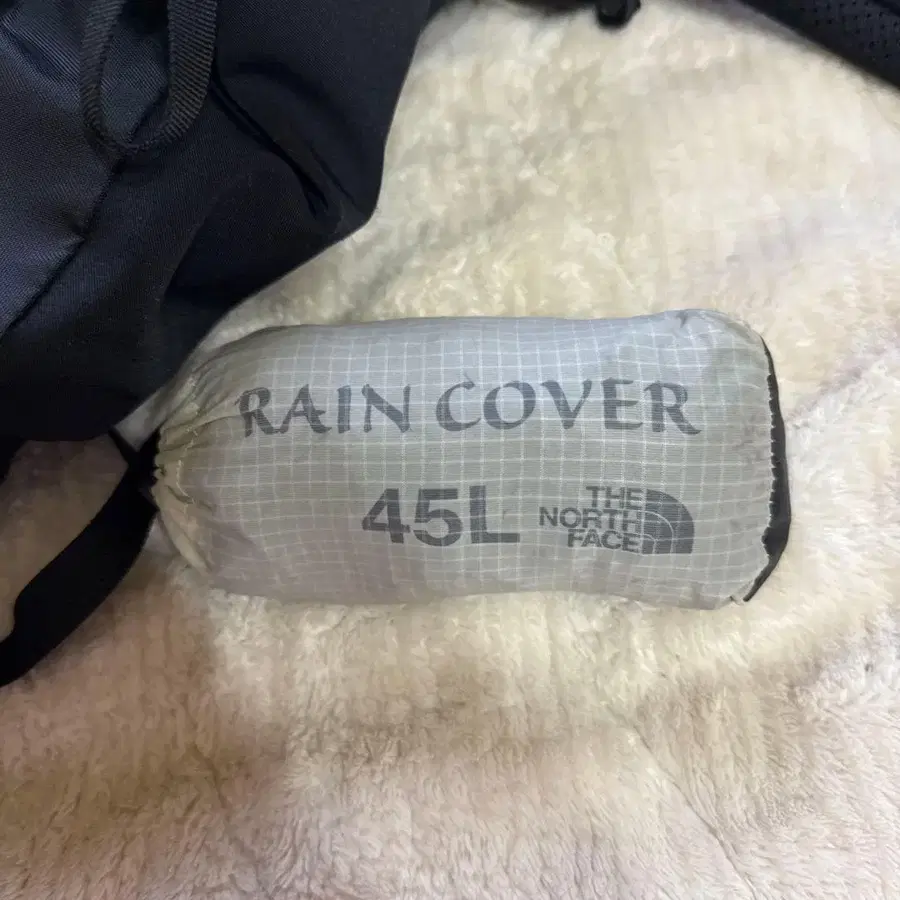 RAIN COVER
45L
THE
NORTH
FACE